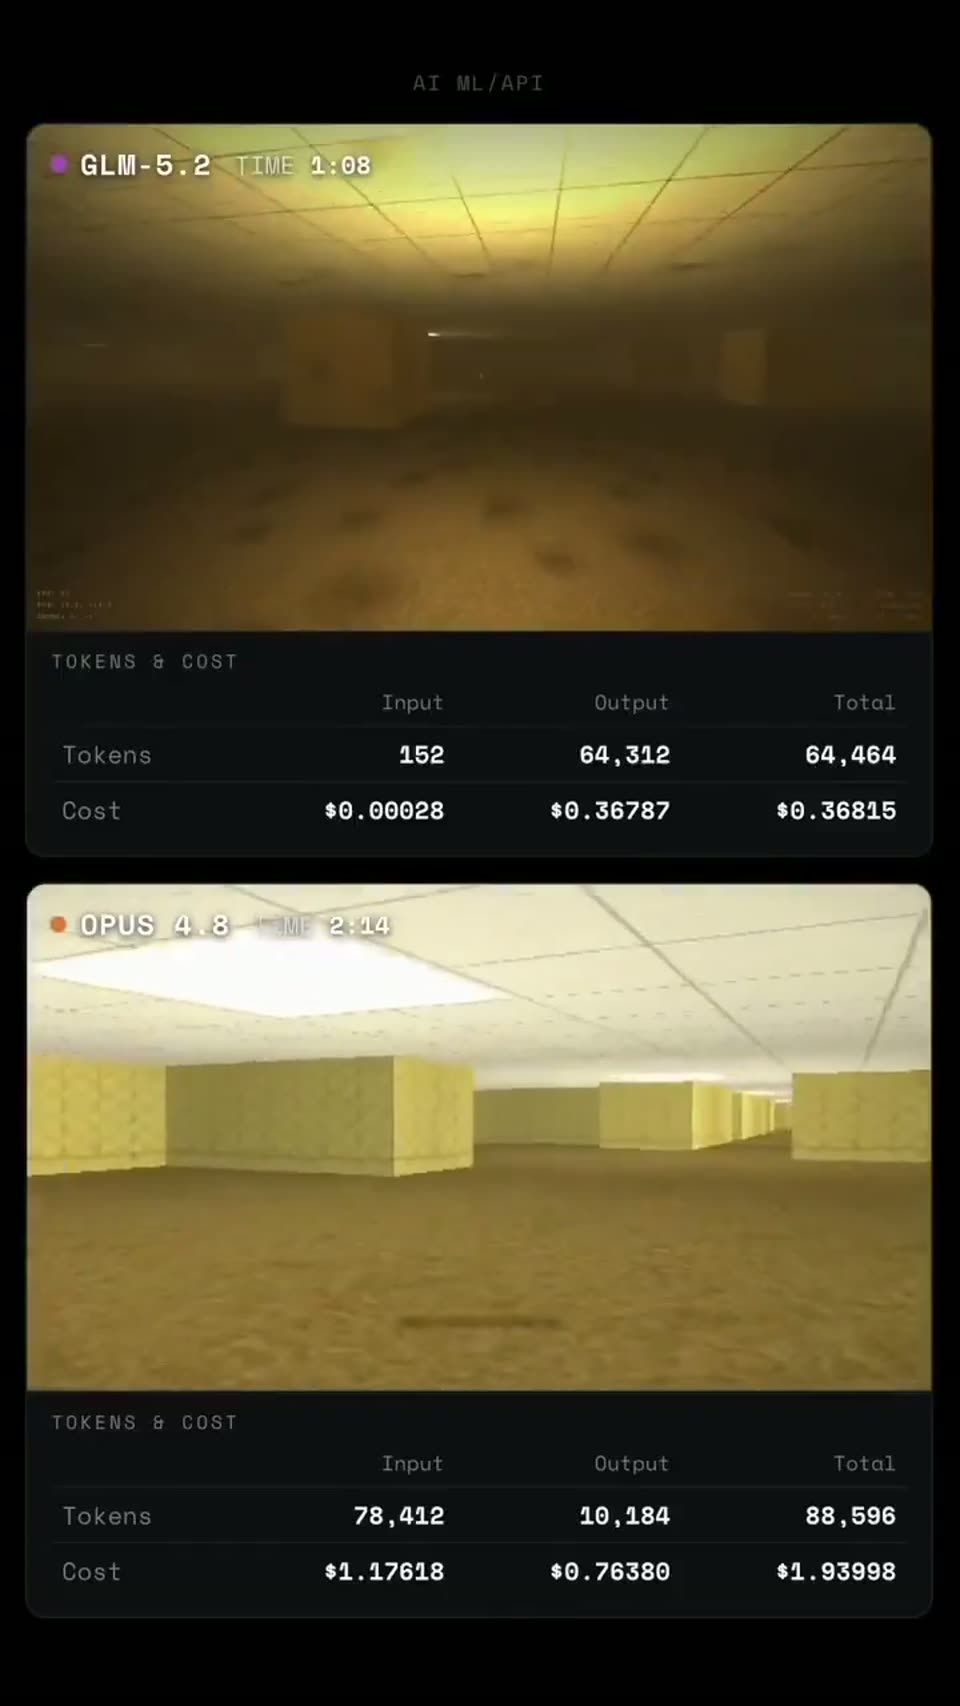 AI ML/API
GLM-5.2 TIME 1:08
TOKENS & COST
Input Output Total
Tokens 152 64,312 64,464
Cost $0.00028 $0.36787 $0.36815
OPUS 4.8 TIME 2:14
TOKENS & COST
Input Output Total
Tokens 78,412 10,184 88,596
Cost $1.17618 $0.76380 $1.93998